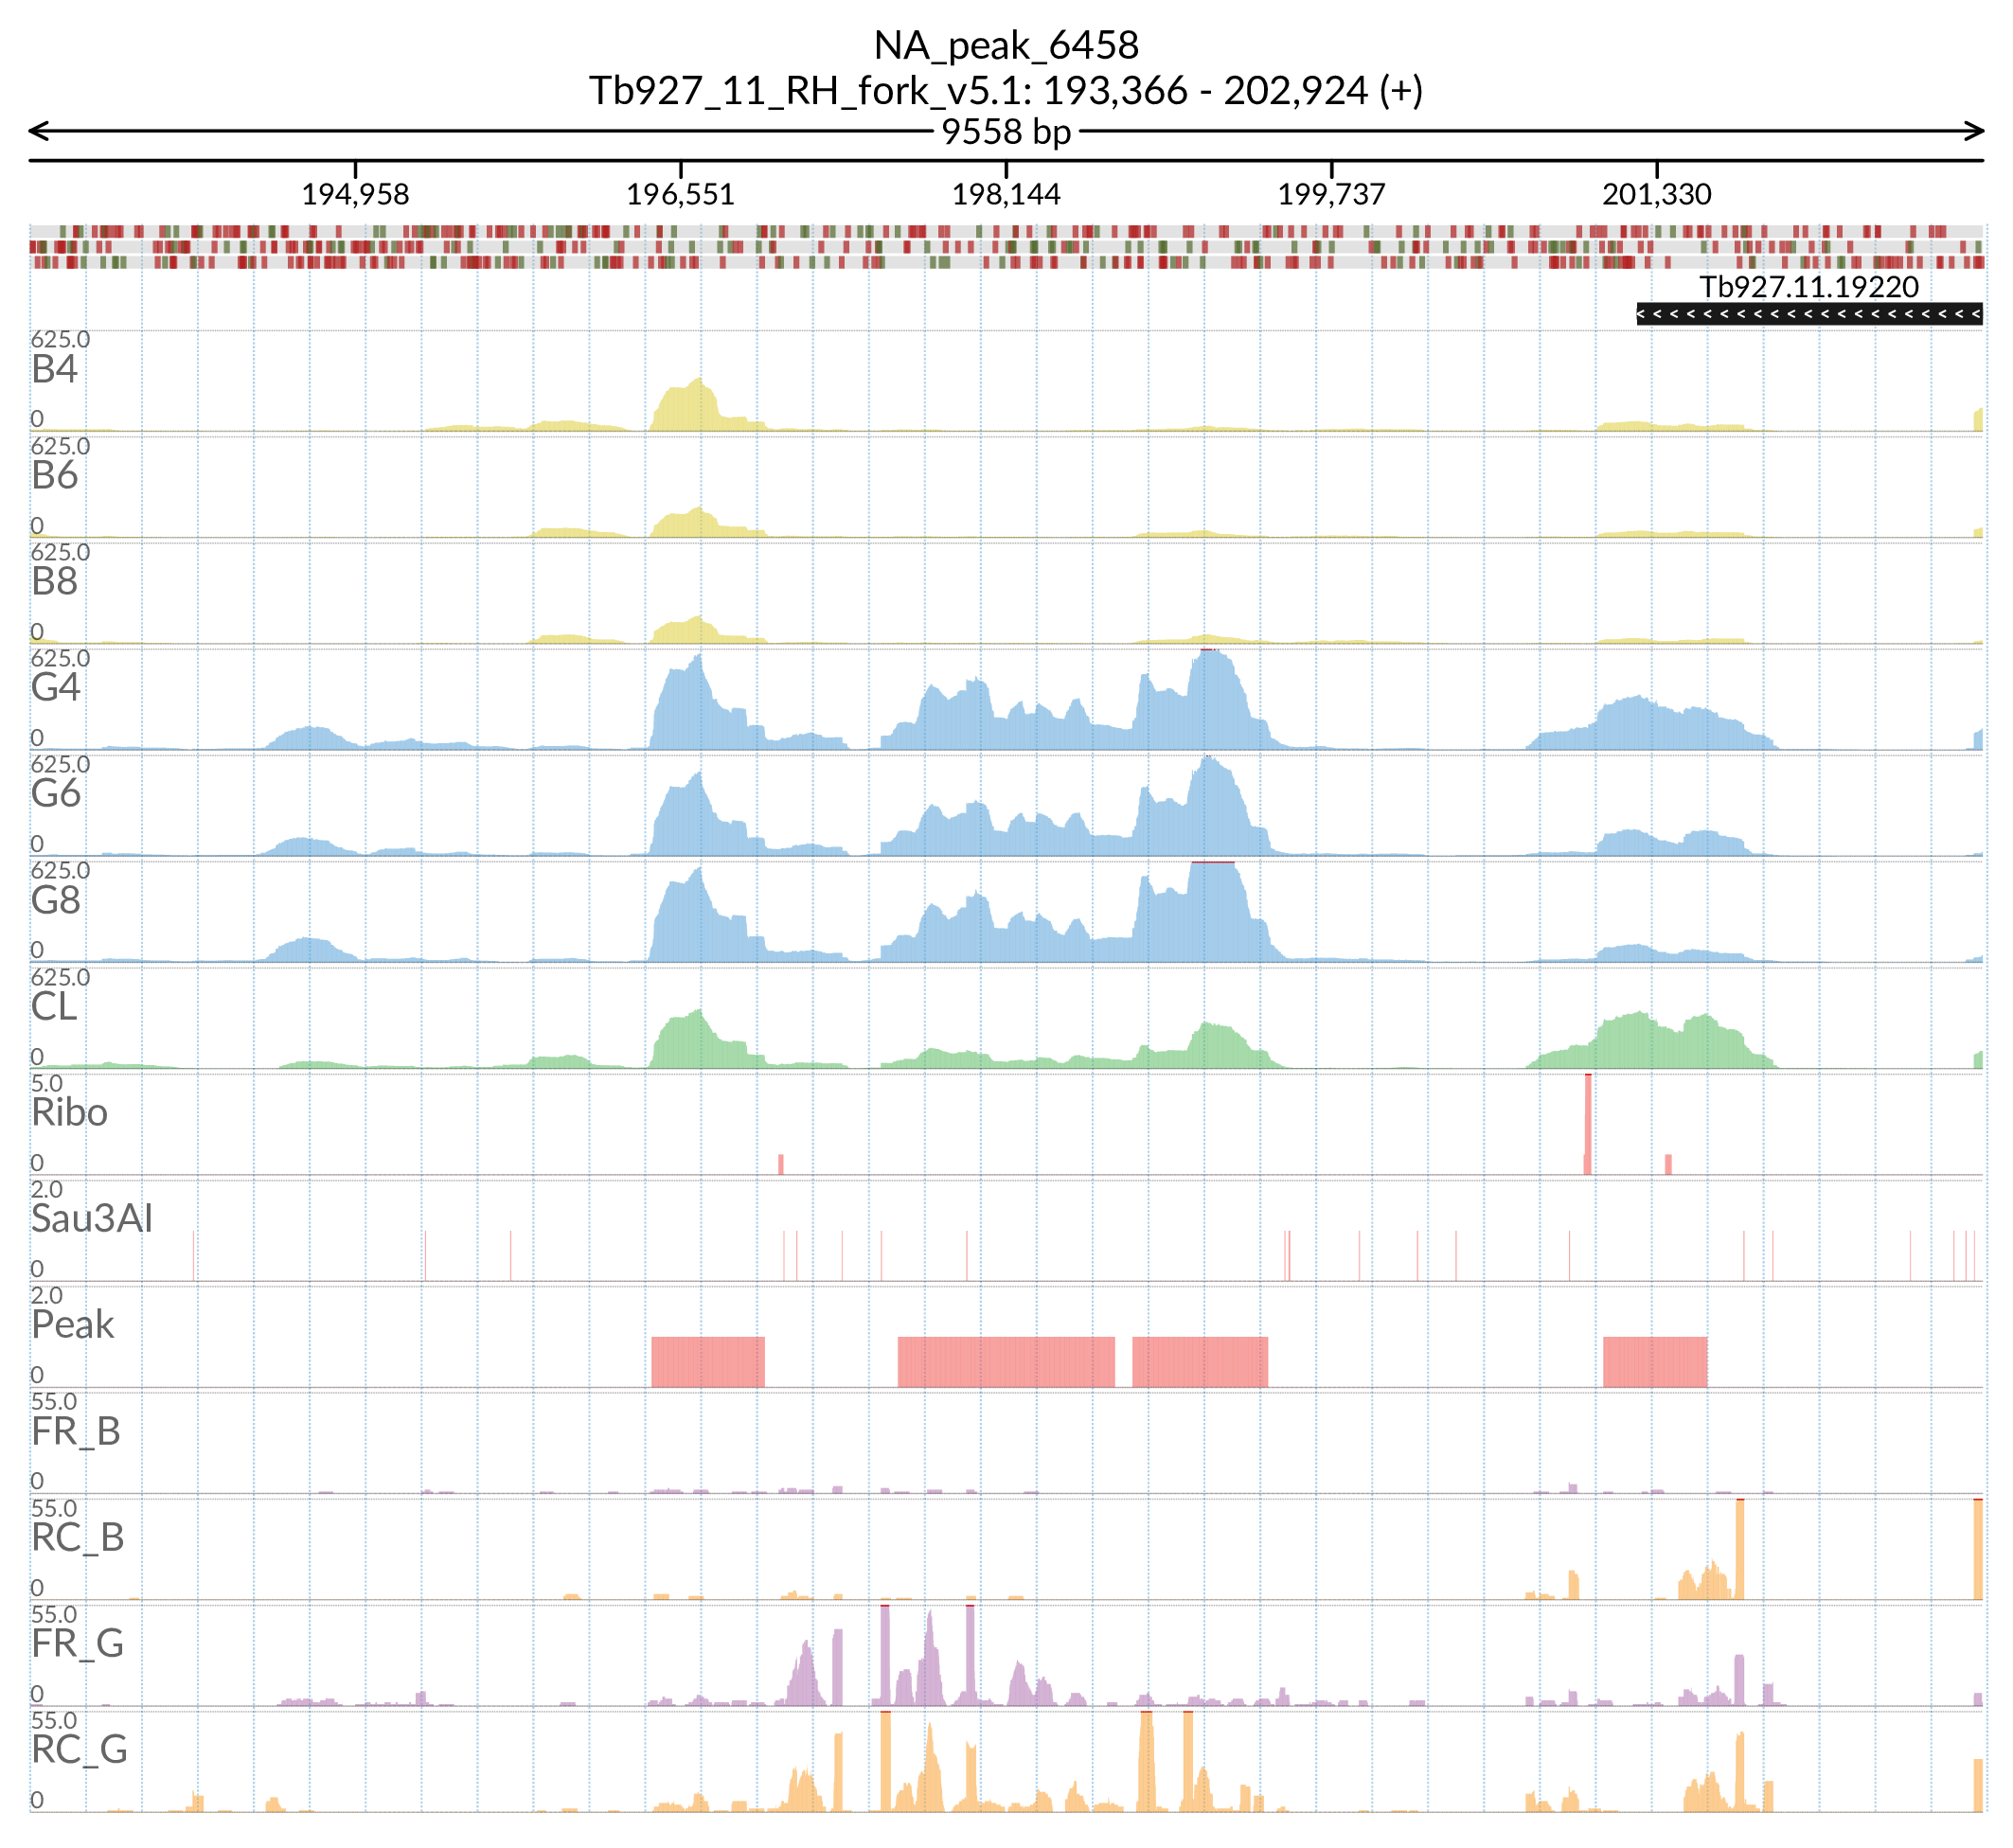 NA_peak_6458
Tb927_11_RH_fork_v5.1: 193,366 - 202,924 (+)
9558 bp
194,958 196,551 198,144 199,737 201,330
Tb927.11.19220
625.0
B4
0
625.0
B6
0
625.0
B8
0
625.0
G4
0
625.0
G6
0
625.0
G8
0
625.0
CL
0
5.0
Ribo
0
2.0
Sau3AI
0
2.0
Peak
0
55.0
FR_B
0
55.0
RC_B
0
55.0
FR_G
0
55.0
RC_G
0